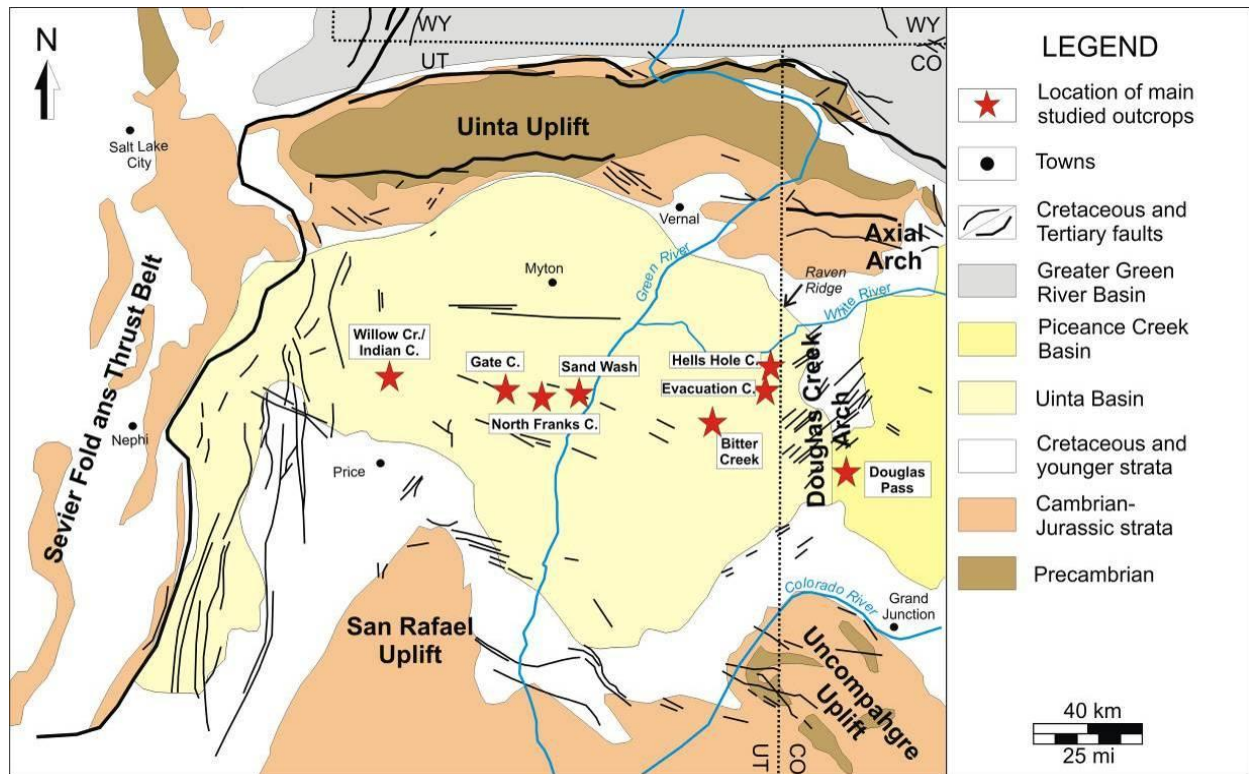 N
WY
WY
UT
CO
Uinta Uplift
Salt Lake
City
Vernal
Axial
Arch
Myton
Green River
Raven
Ridge
White River
Sevier Fold ans Thrust Belt
Willow Cr./
Indian C.
Gate C.
Sand Wash
North Franks C.
Hells Hole C.
Evacuation C.
Bitter
Creek
Douglas Creek
Arch
Douglas
Pass
Nephi
Price
San Rafael
Uplift
Colorado River
Grand
Junction
Uncompahgre
Uplift
UT
CO
LEGEND
Location of main
studied outcrops
Towns
Cretaceous and
Tertiary faults
Greater Green
River Basin
Piceance Creek
Basin
Uinta Basin
Cretaceous and
younger strata
Cambrian-
Jurassic strata
Precambrian
40 km
25 mi